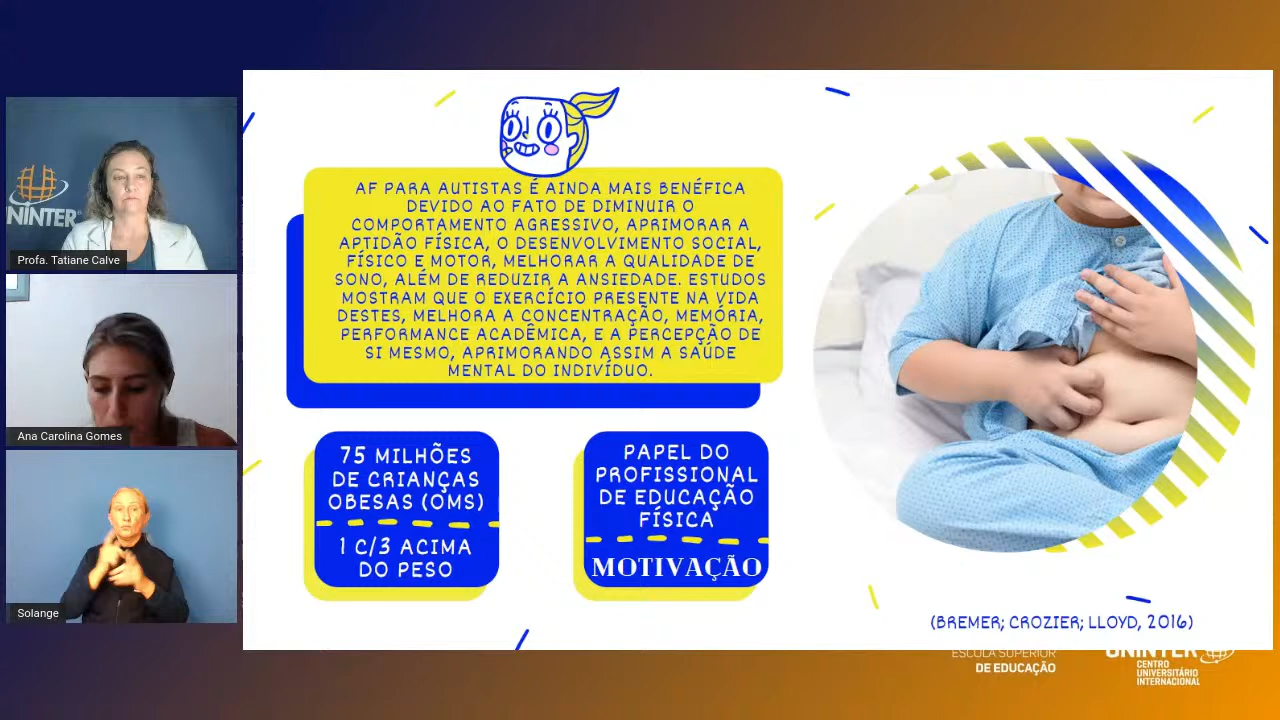 UNINTER
Profa. Tatiane Calve
Ana Carolina Gomes
Solange
AF PARA AUTISTAS É AINDA MAIS BENÉFICA
DEVIDO AO FATO DE DIMINUIR O
COMPORTAMENTO AGRESSIVO, APRIMORAR A
APTIDÃO FÍSICA, O DESENVOLVIMENTO SOCIAL,
FÍSICO E MOTOR, MELHORAR A QUALIDADE DE
SONO, ALÉM DE REDUZIR A ANSIEDADE. ESTUDOS
MOSTRAM QUE O EXERCÍCIO PRESENTE NA VIDA
DESTES, MELHORA A CONCENTRAÇÃO, MEMÓRIA,
PERFORMANCE ACADÊMICA, E A PERCEPÇÃO DE
SI MESMO, APRIMORANDO ASSIM A SAÚDE
MENTAL DO INDIVÍDUO.
75 MILHÕES
DE CRIANÇAS
OBESAS (OMS)
1 C/3 ACIMA
DO PESO
PAPEL DO
PROFISSIONAL
DE EDUCAÇÃO
FÍSICA
MOTIVAÇÃO
(BREMER; CROZIER; LLOYD, 2016)
ESCOLA SUPERIOR
DE EDUCAÇÃO
UNINTER
CENTRO
UNIVERSITÁRIO
INTERNACIONAL